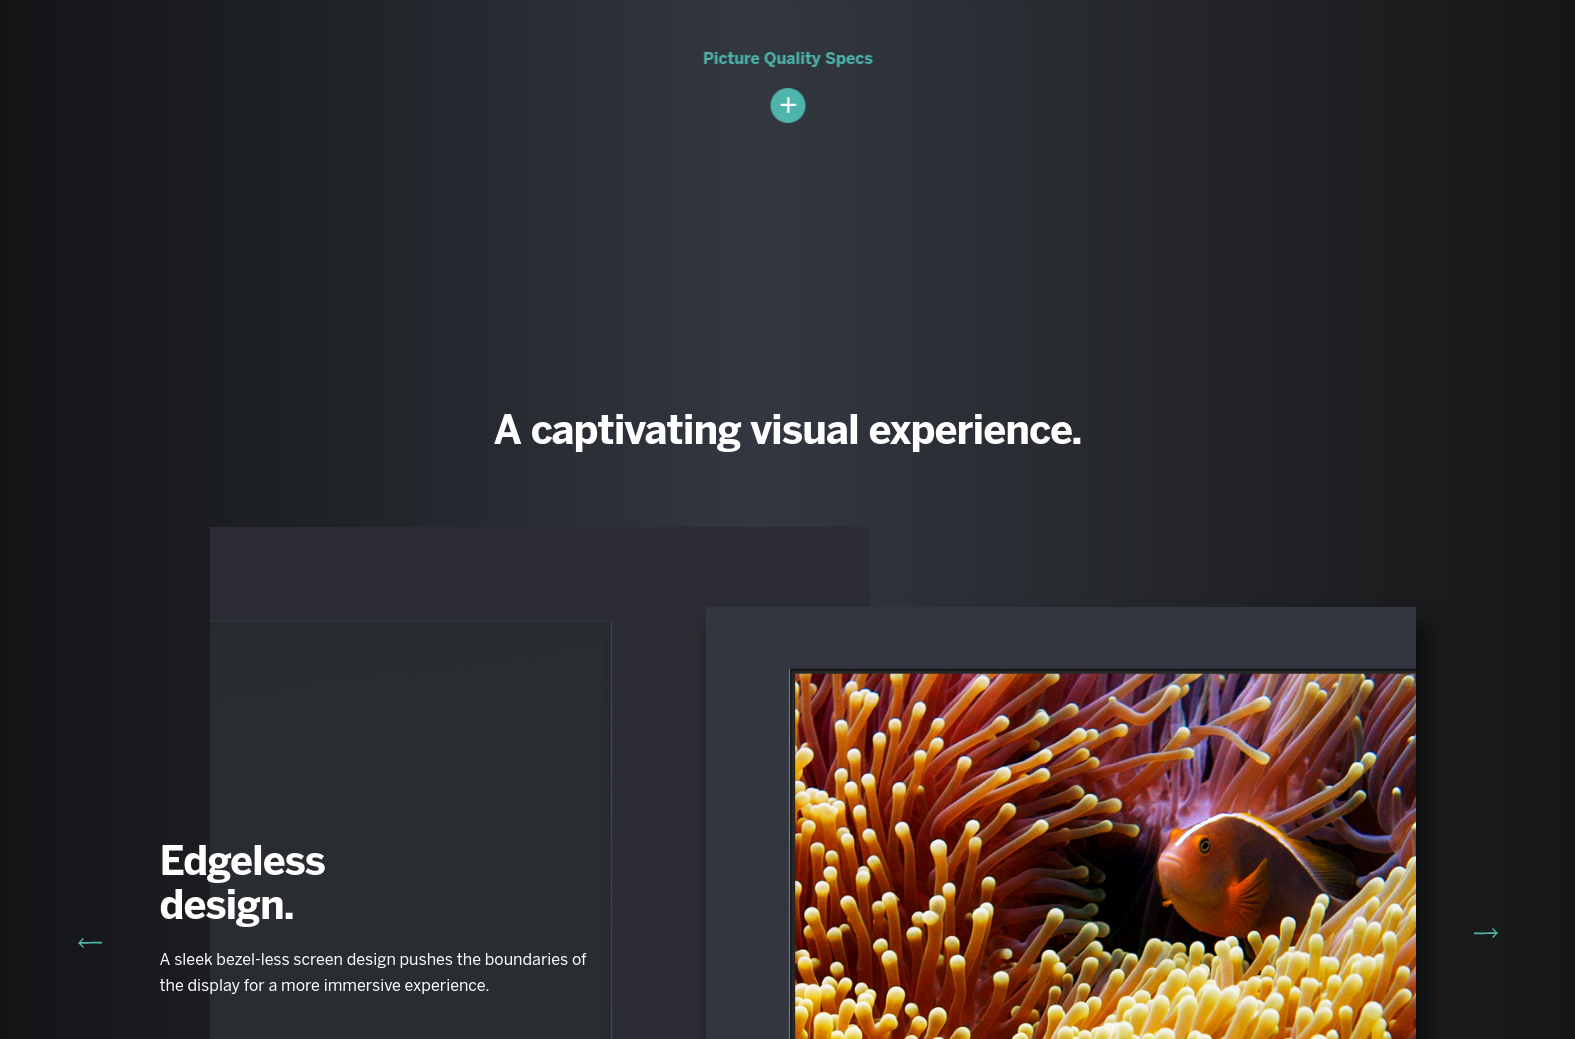 Picture Quality Specs
A captivating visual experience.
Edgeless
design.
A sleek bezel-less screen design pushes the boundaries of
the display for a more immersive experience.